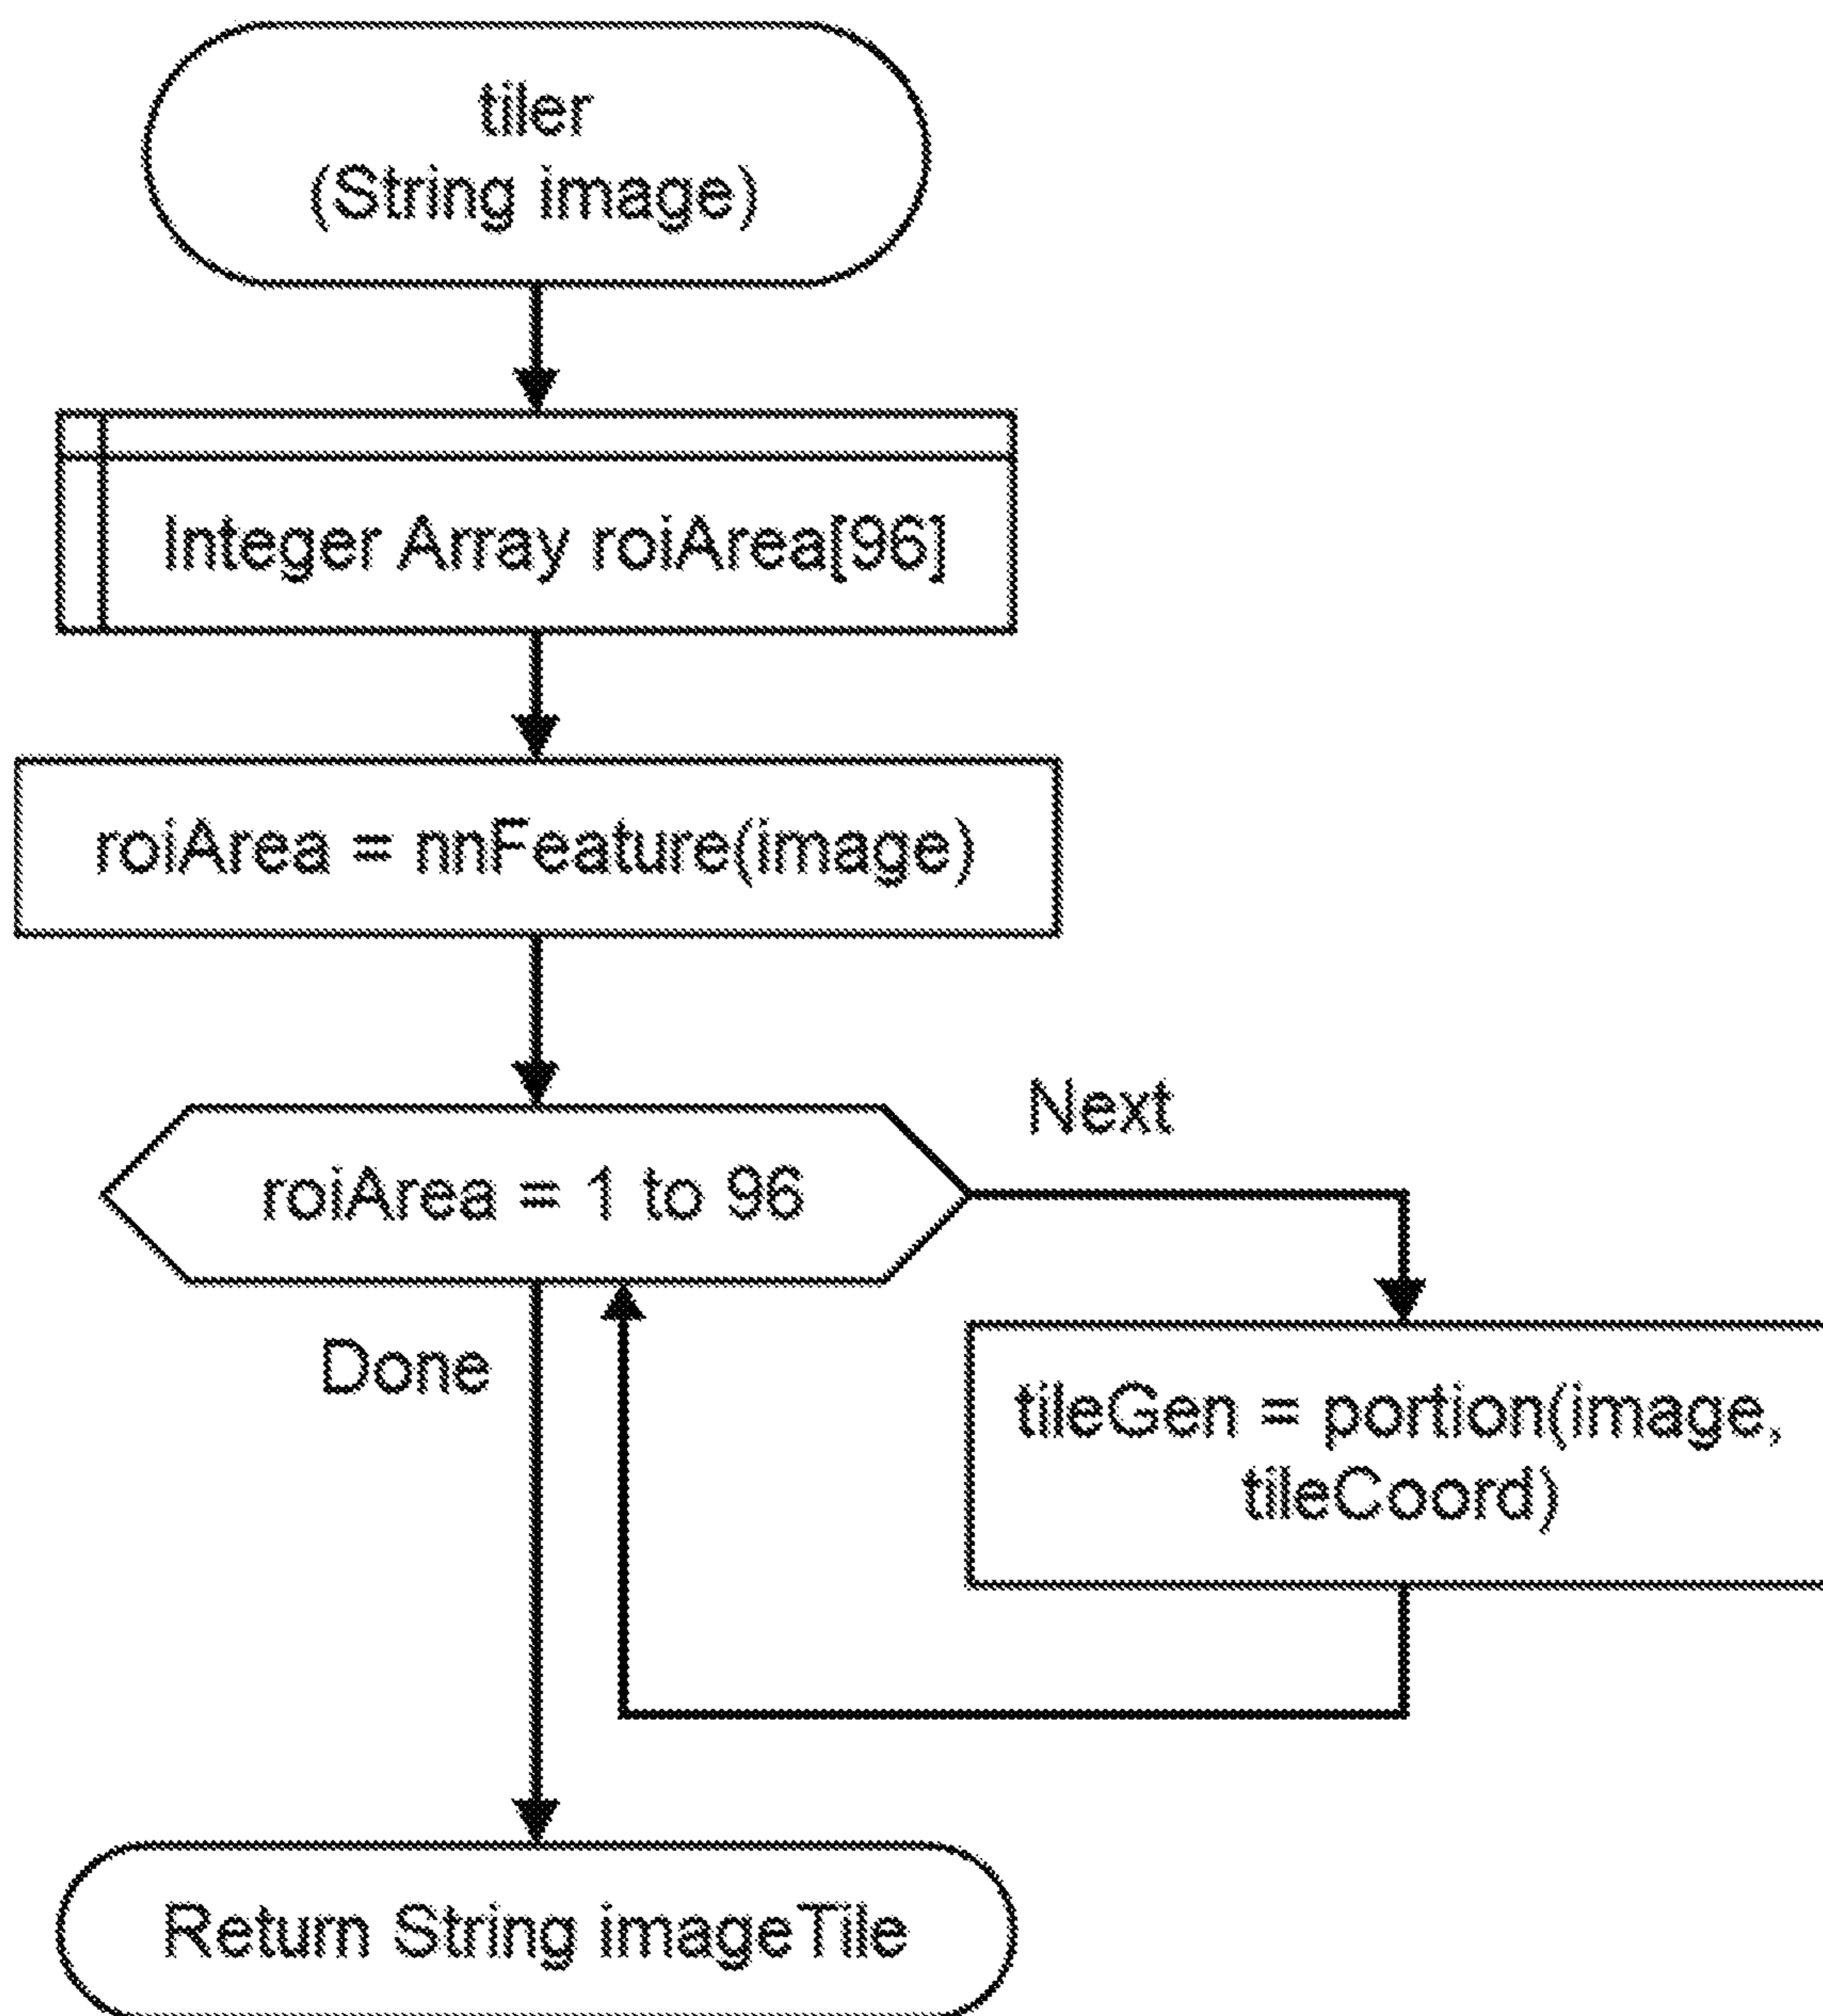 tiler
(String image)
Integer Array roiArea[96]
roiArea = nnFeature(image)
roiArea = 1 to 96
Next
Done
tileGen = portion(image,
tileCoord)
Return String imageTile